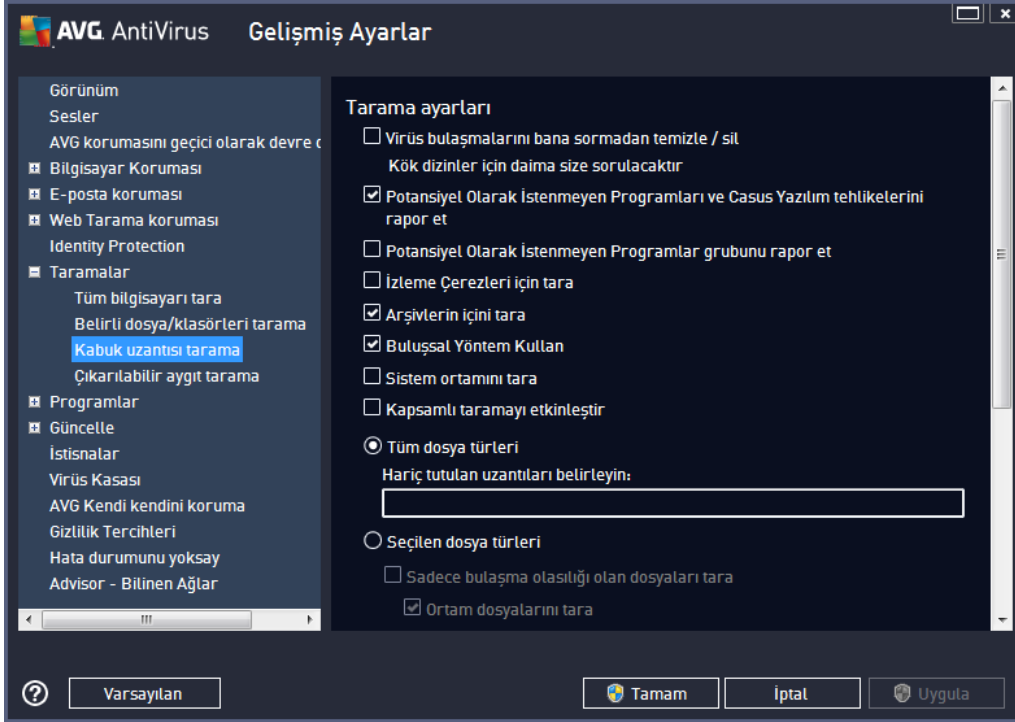 AVG AntiVirus Gelişmiş Ayarlar
Görünüm
Sesler
AVG korumasını geçici olarak devre
Bilgisayar Koruması
E-posta koruması
Web Tarama koruması
Identity Protection
Taramalar
Tüm bilgisayarı tara
Belirli dosya/klasörleri tarama
Kabuk uzantısı tarama
Çıkarılabilir aygıt tarama
Programlar
Güncelle
İstisnalar
Virüs Kasası
AVG Kendi kendini koruma
Gizlilik Tercihleri
Hata durumunu yoksay
Advisor - Bilinen Ağlar
Tarama ayarları
Virüs bulaşmalarını bana sormadan temizle / sil
Kök dizinler için daima size sorulacaktır
Potansiyel Olarak İstenmeyen Programları ve Casus Yazılım tehlikelerini
rapor et
Potansiyel Olarak İstenmeyen Programlar grubunu rapor et
İzleme Çerezleri için tara
Arşivlerin içini tara
Buluşsal Yöntem Kullan
Sistem ortamını tara
Kapsamlı taramayı etkinleştir
Tüm dosya türleri
Hariç tutulan uzantıları belirleyin:
Seçilen dosya türleri
Sadece bulaşma olasılığı olan dosyaları tara
Ortam dosyalarını tara
? Varsayılan Tamam İptal Uygula